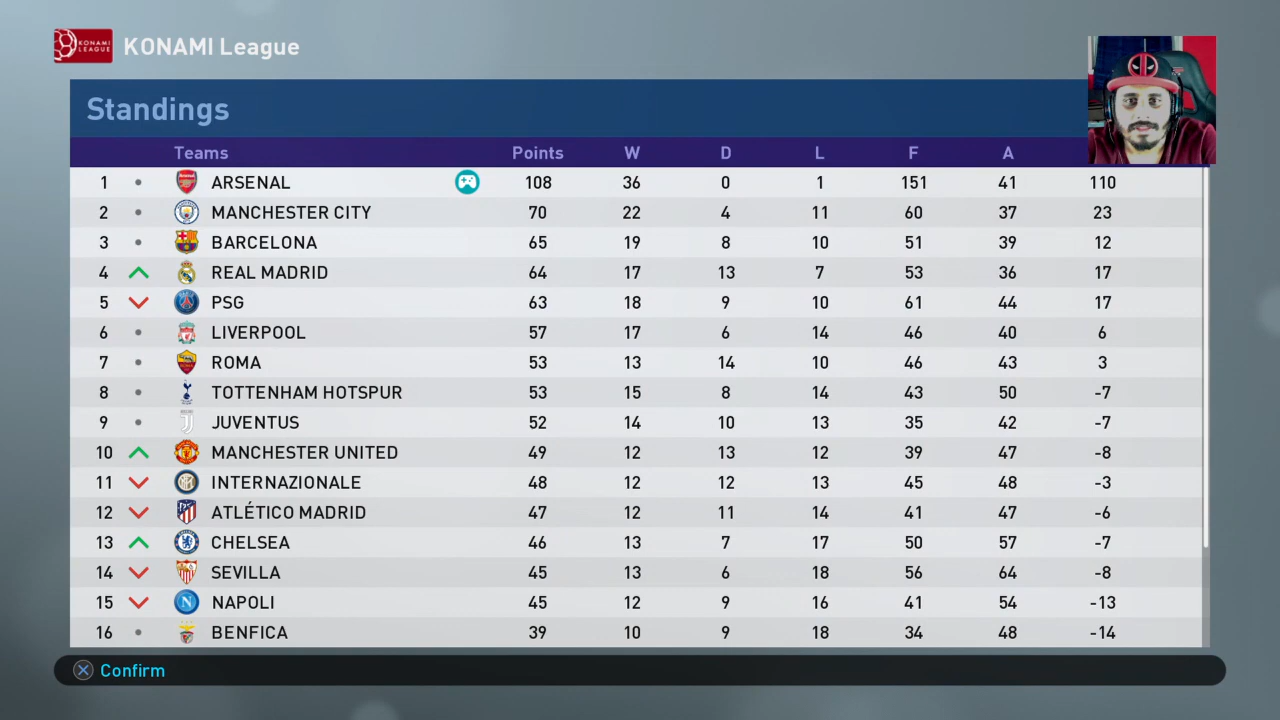 KONAMI LEAGUE KONAMI League
Standings
Teams Points W D L F A
1 ARSENAL 108 36 0 1 151 41 110
2 MANCHESTER CITY 70 22 4 11 60 37 23
3 BARCELONA 65 19 8 10 51 39 12
4 REAL MADRID 64 17 13 7 53 36 17
5 PSG 63 18 9 10 61 44 17
6 LIVERPOOL 57 17 6 14 46 40 6
7 ROMA 53 13 14 10 46 43 3
8 TOTTENHAM HOTSPUR 53 15 8 14 43 50 -7
9 JUVENTUS 52 14 10 13 35 42 -7
10 MANCHESTER UNITED 49 12 13 12 39 47 -8
11 INTERNAZIONALE 48 12 12 13 45 48 -3
12 ATLÉTICO MADRID 47 12 11 14 41 47 -6
13 CHELSEA 46 13 7 17 50 57 -7
14 SEVILLA 45 13 6 18 56 64 -8
15 NAPOLI 45 12 9 16 41 54 -13
16 BENFICA 39 10 9 18 34 48 -14
Confirm